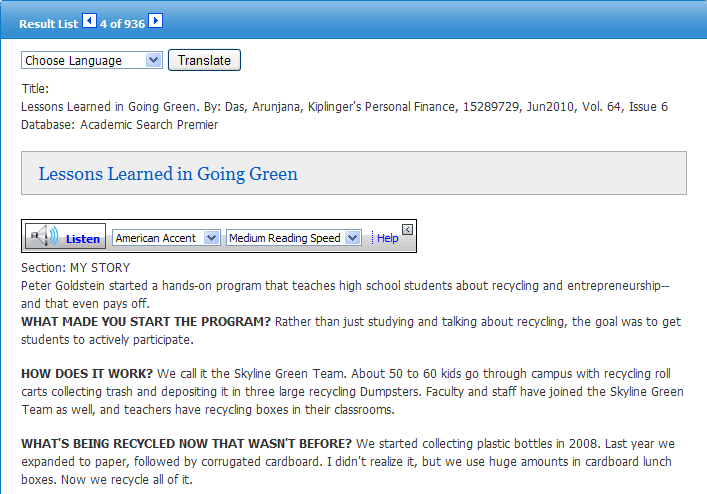 Result List 4 of 936
Choose Language Translate
Title:
Lessons Learned in Going Green. By: Das, Arunjana, Kiplinger's Personal Finance, 15289729, Jun2010, Vol. 64, Issue 6
Database: Academic Search Premier
Lessons Learned in Going Green
Listen American Accent Medium Reading Speed Help <
Section: MY STORY
Peter Goldstein started a hands-on program that teaches high school students about recycling and entrepreneurship--
and that even pays off.
WHAT MADE YOU START THE PROGRAM? Rather than just studying and talking about recycling, the goal was to get
students to actively participate.
HOW DOES IT WORK? We call it the Skyline Green Team. About 50 to 60 kids go through campus with recycling roll
carts collecting trash and depositing it in three large recycling Dumpsters. Faculty and staff have joined the Skyline Green
Team as well, and teachers have recycling boxes in their classrooms.
WHAT'S BEING RECYCLED NOW THAT WASN'T BEFORE? We started collecting plastic bottles in 2008. Last year we
expanded to paper, followed by corrugated cardboard. I didn't realize it, but we use huge amounts in cardboard lunch
boxes. Now we recycle all of it.